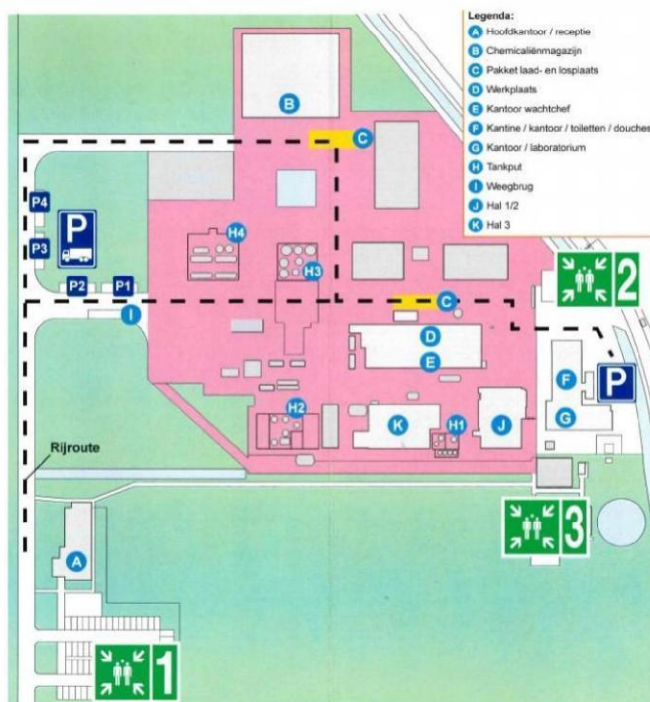 Legenda:
A Hoofdkantoor / receptie
B Chemicaliënmagazijn
C Pakket laad- en losplaats
D Werkplaats
E Kantoor wachtchef
F Kantine / kantoor / toiletten / douches
G Kantoor / laboratorium
H Tankput
I Weegbrug
J Hal 1/2
K Hal 3
B
C
P4
P
P3
H4
H3
P2
P1
I
C
2
D
E
F
P
H2
K
H1
J
G
Rijroute
3
A
1